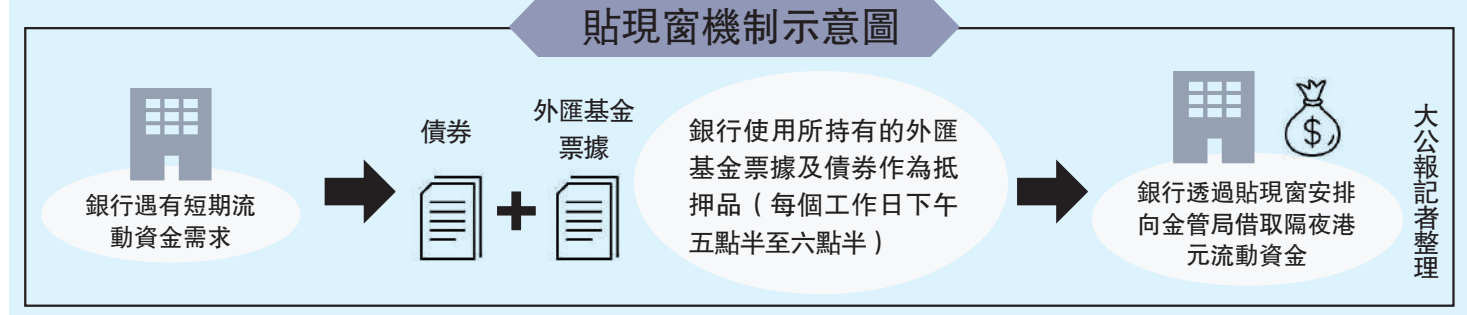 貼現窗機制示意圖
銀行遇有短期流
動資金需求
債券
外匯基金
票據
銀行使用所持有的外匯
基金票據及債券作為抵
押品（每個工作日下午
五點半至六點半）
$
銀行透過貼現窗安排
向金管局借取隔夜港
元流動資金
大公報記者整理